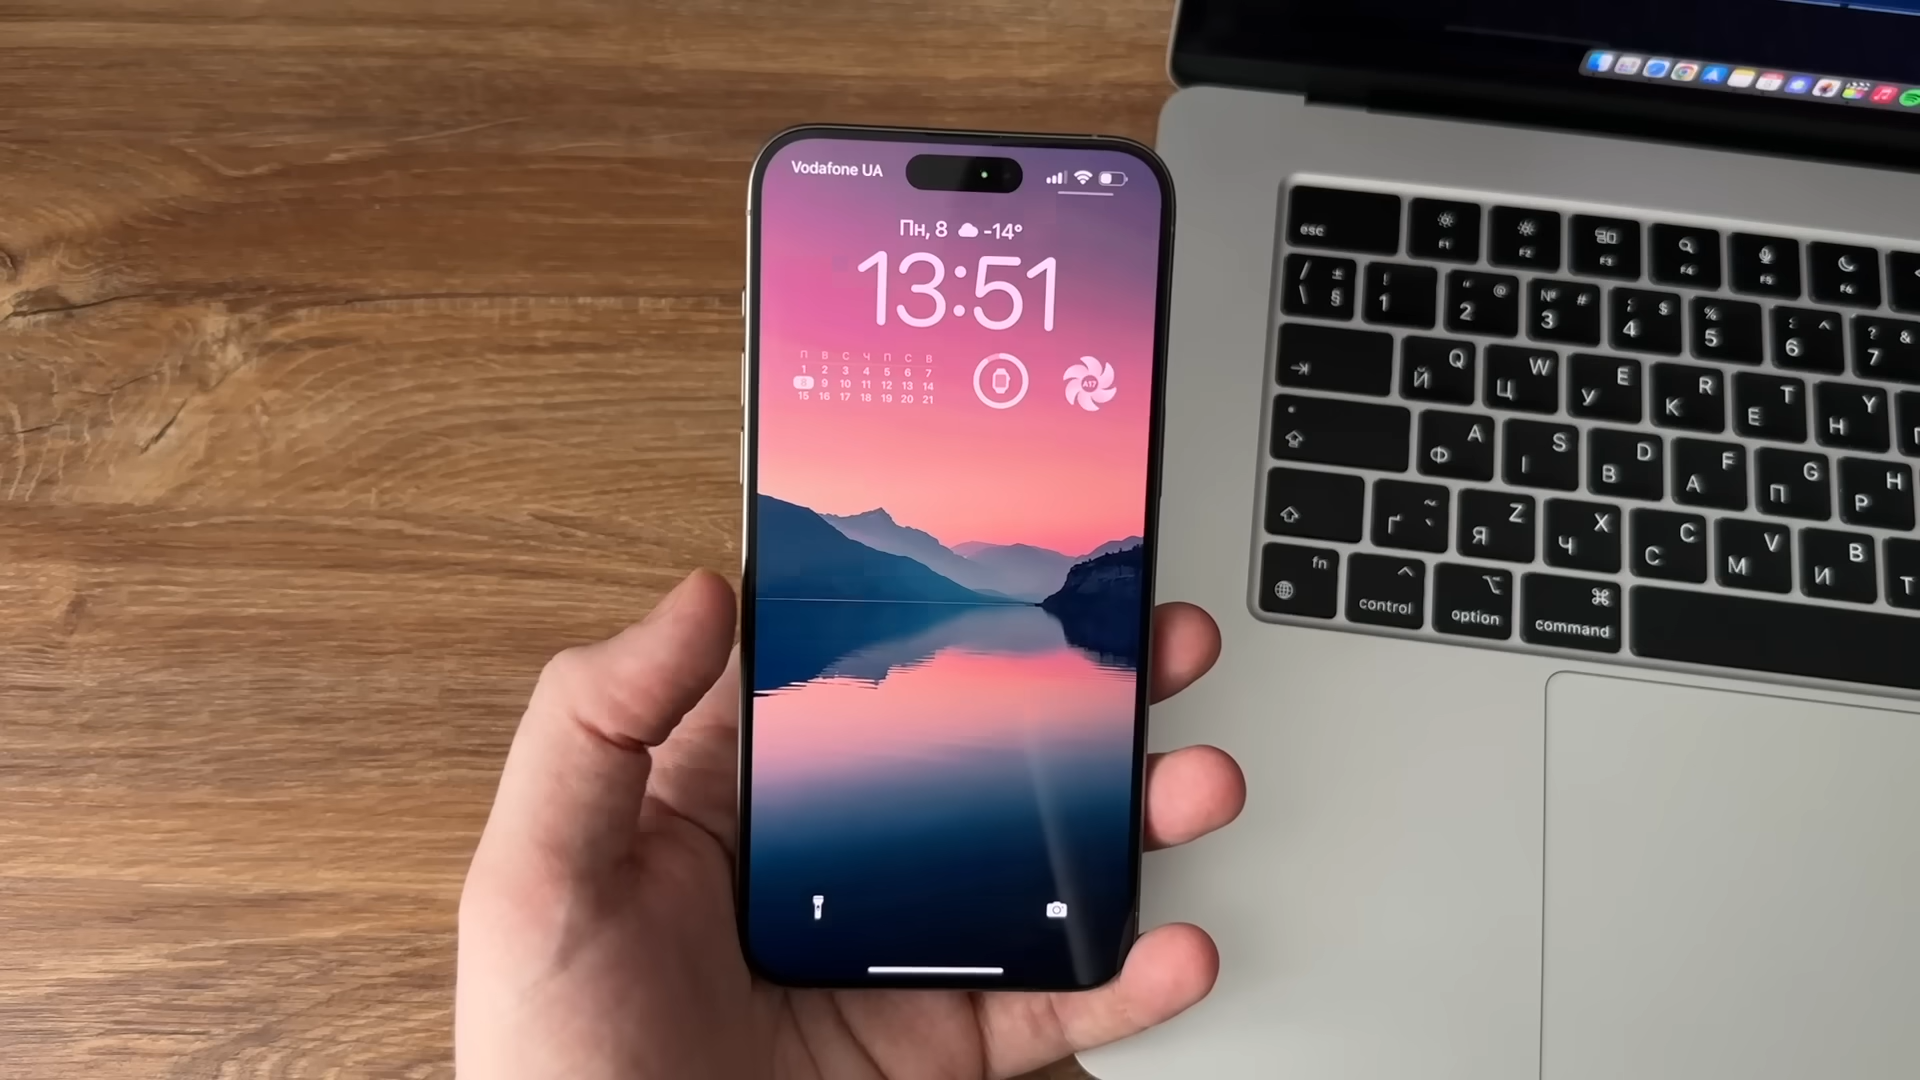 Vodafone UA
Пн, 8 -14°
13:51
П В С Ч П С В
1 2 3 4 5 6 7
8 9 10 11 12 13 14
15 16 17 18 19 20 21
A17
esc F1 F2 F3 F4 F5 F6
/ ± \ § ! 1 " @ 2 № # 3 ; $ 4 % 5 : ^ 6 ? & 7
Q Й W Ц E У R К T Е Y Н
A Ф S І D В F А G П H Р
~ ` Ґ Z Я X Ч C С V М B И Т
fn control option command